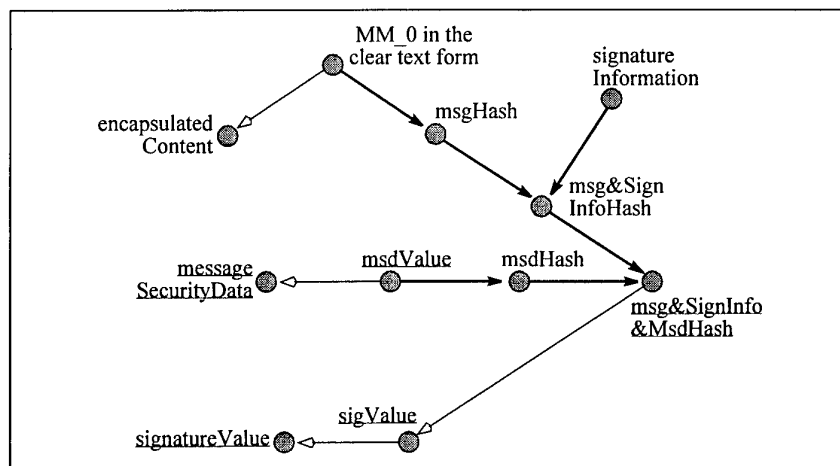 MM_0 in the
clear text form
signature
Information
encapsulated
Content
msgHash
msg&Sign
InfoHash
message
SecurityData
msdValue
msdHash
msg&SignInfo
&MsdHash
sigValue
signatureValue